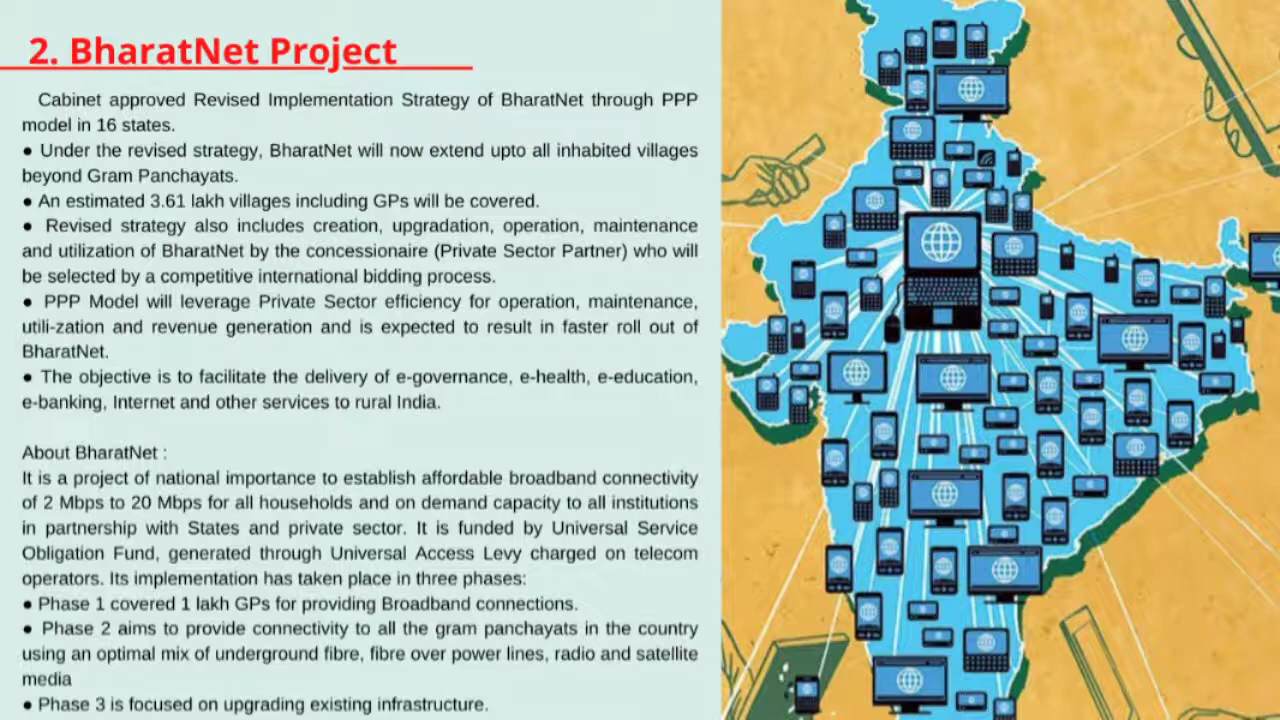 2. BharatNet Project
Cabinet approved Revised Implementation Strategy of BharatNet through PPP
model in 16 states.
● Under the revised strategy, BharatNet will now extend upto all inhabited villages
beyond Gram Panchayats.
● An estimated 3.61 lakh villages including GPs will be covered.
● Revised strategy also includes creation, upgradation, operation, maintenance
and utilization of BharatNet by the concessionaire (Private Sector Partner) who will
be selected by a competitive international bidding process.
● PPP Model will leverage Private Sector efficiency for operation, maintenance,
utili-zation and revenue generation and is expected to result in faster roll out of
BharatNet.
● The objective is to facilitate the delivery of e-governance, e-health, e-education,
e-banking, Internet and other services to rural India.
About BharatNet :
It is a project of national importance to establish affordable broadband connectivity
of 2 Mbps to 20 Mbps for all households and on demand capacity to all institutions
in partnership with States and private sector. It is funded by Universal Service
Obligation Fund, generated through Universal Access Levy charged on telecom
operators. Its implementation has taken place in three phases:
● Phase 1 covered 1 lakh GPs for providing Broadband connections.
● Phase 2 aims to provide connectivity to all the gram panchayats in the country
using an optimal mix of underground fibre, fibre over power lines, radio and satellite
media
● Phase 3 is focused on upgrading existing infrastructure.